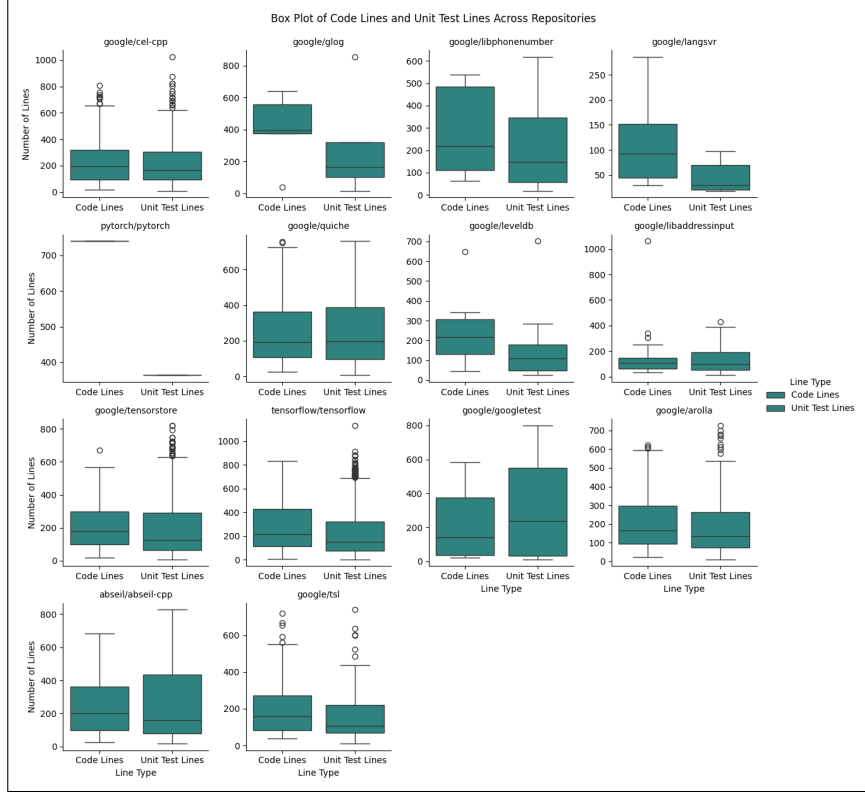 Box Plot of Code Lines and Unit Test Lines Across Repositories
google/cel-cpp
Number of Lines
1000
800
600
400
200
0
Code Lines Unit Test Lines
google/glog
800
600
400
200
0
Code Lines Unit Test Lines
google/libphonenumber
600
500
400
300
200
100
0
Code Lines Unit Test Lines
google/langsvr
250
200
150
100
50
Code Lines Unit Test Lines
pytorch/pytorch
Number of Lines
700
600
500
400
Code Lines Unit Test Lines
google/quiche
600
400
200
0
Code Lines Unit Test Lines
google/leveldb
700
600
500
400
300
200
100
0
Code Lines Unit Test Lines
google/libaddressinput
1000
800
600
400
200
0
Code Lines Unit Test Lines
Line Type
Code Lines
Unit Test Lines
google/tensorstore
Number of Lines
800
600
400
200
0
Code Lines Unit Test Lines
tensorflow/tensorflow
1000
800
600
400
200
0
Code Lines Unit Test Lines
google/googletest
800
600
400
200
0
Code Lines Unit Test Lines
Line Type
google/arolla
700
600
500
400
300
200
100
0
Code Lines Unit Test Lines
Line Type
abseil/abseil-cpp
Number of Lines
800
600
400
200
0
Code Lines Unit Test Lines
Line Type
google/tsl
600
400
200
0
Code Lines Unit Test Lines
Line Type